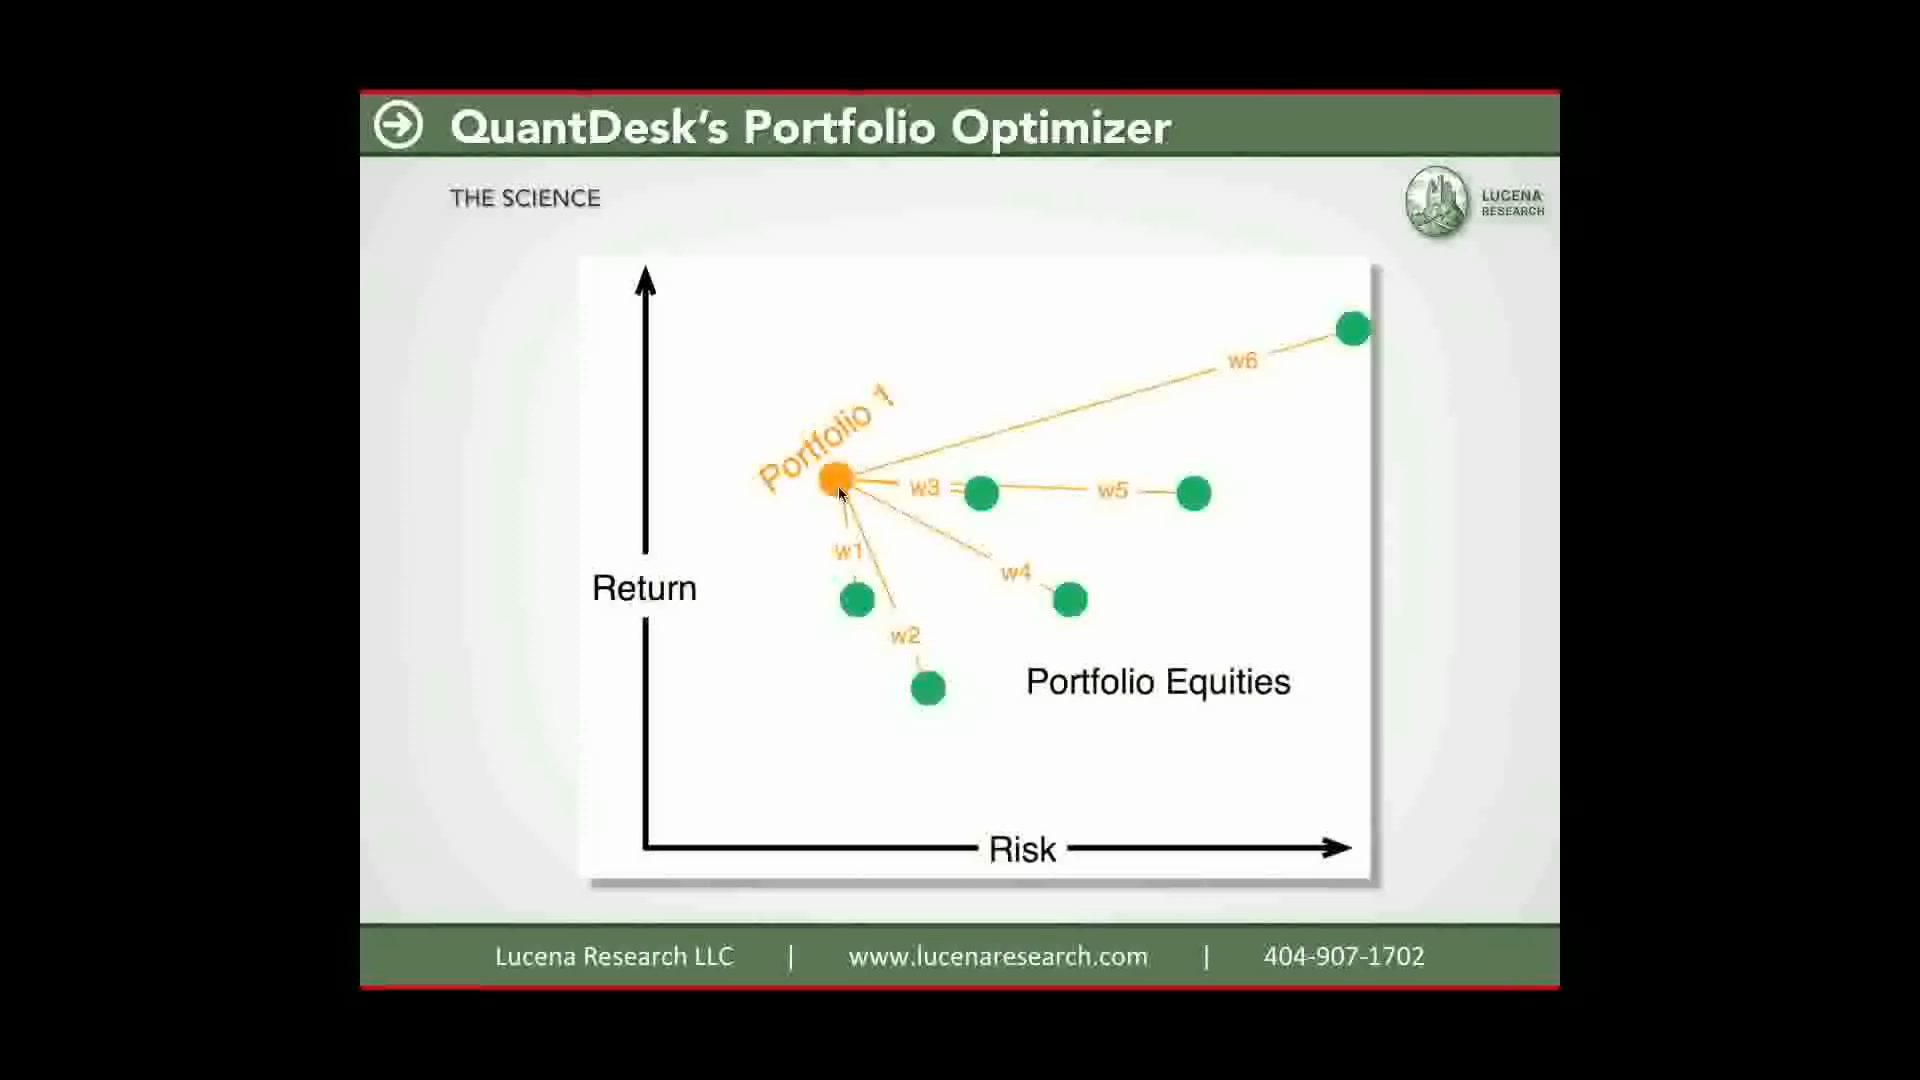 QuantDesk's Portfolio Optimizer
THE SCIENCE
LUCENA
RESEARCH
w6
Portfolio 1
w3
w5
w1
w4
Return
w2
Portfolio Equities
Risk
Lucena Research LLC | www.lucenaresearch.com | 404-907-1702